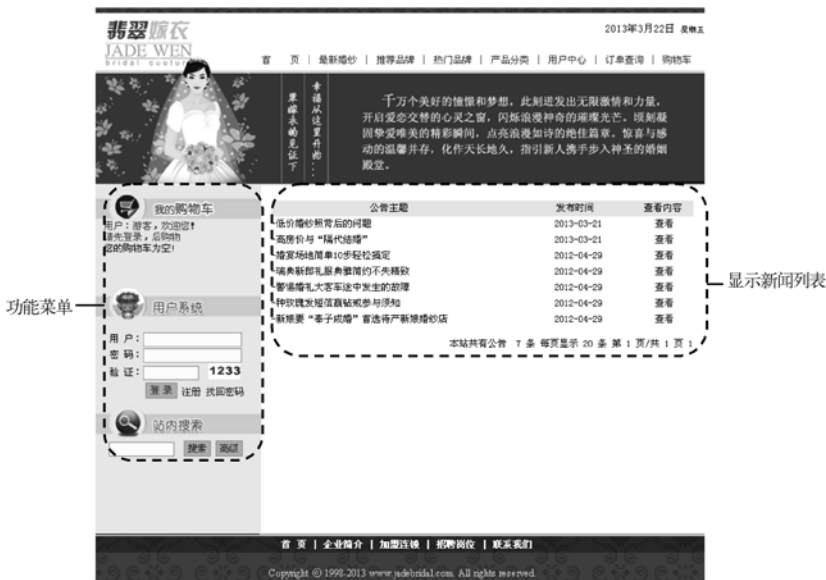 翡翠嫁衣
JADE WEN
bridal couture
2013年3月22日 星期五
首 页 | 最新婚纱 | 推荐品牌 | 热门品牌 | 产品分类 | 用户中心 | 订单查询 | 购物车
幸福从这里开始...
翠嫁衣的见证下
千万个美好的憧憬和梦想，此刻迸发出无限激情和力量，
开启爱恋交替的心灵之窗，闪烁浪漫神奇的璀璨光芒。顷刻凝
固挚爱唯美的精彩瞬间，点亮浪漫如诗的绝佳篇章。惊喜与感
动的温馨并存，化作天长地久，指引新人携手步入神圣的婚姻
殿堂。
我的购物车
用户：游客，欢迎您!
请先登录，后购物
您的购物车为空!
功能菜单
用户系统
用 户：
密 码：
验 证： 1233
登录 注册 找回密码
站内搜索
搜索 高级
公告主题 发布时间 查看内容
·低价婚纱照背后的问题 2013-03-21 查看
·高房价与“隔代结婚” 2013-03-21 查看
·婚宴场地简单10步轻松搞定 2012-04-29 查看
·瑞典新郎礼服典雅简约不失精致 2012-04-29 查看
·警惕婚礼大客车途中发生的故障 2012-04-29 查看
·种玫瑰发短信赢钻戒参与须知 2012-04-29 查看
·新娘要“奉子成婚”首选待产新娘婚纱店 2012-04-29 查看
本站共有公告 7 条 每页显示 20 条 第 1 页/共 1 页 1
显示新闻列表
首 页 | 企业简介 | 加盟连锁 | 招聘岗位 | 联系我们
Copyright © 1998-2013 www.jadebridal.com. All rights reserved.